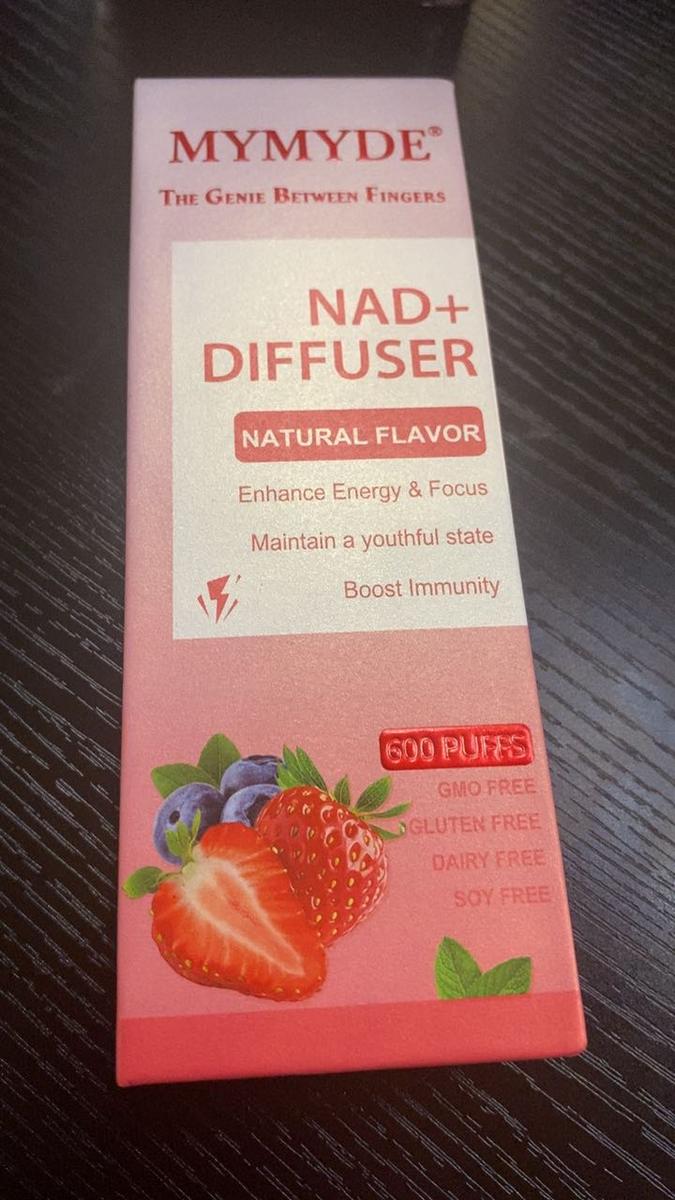 MYMYDE®
THE GENIE BETWEEN FINGERS
NAD+
DIFFUSER
NATURAL FLAVOR
Enhance Energy & Focus
Maintain a youthful state
Boost Immunity
600 PUFFS
GMO FREE
GLUTEN FREE
DAIRY FREE
SOY FREE